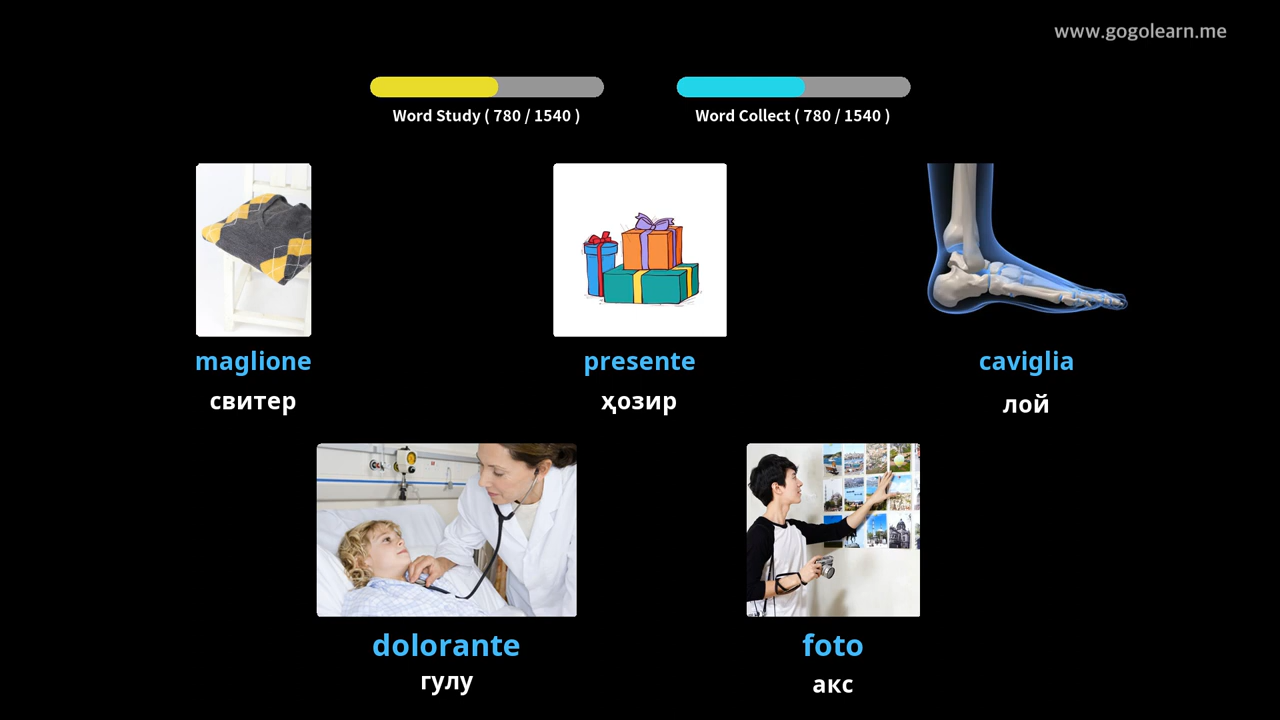 www.gogolearn.me
Word Study ( 780 / 1540 )
Word Collect ( 780 / 1540 )
maglione
presente
caviglia
свитер
ҳозир
лой
dolorante
foto
гулу
акс